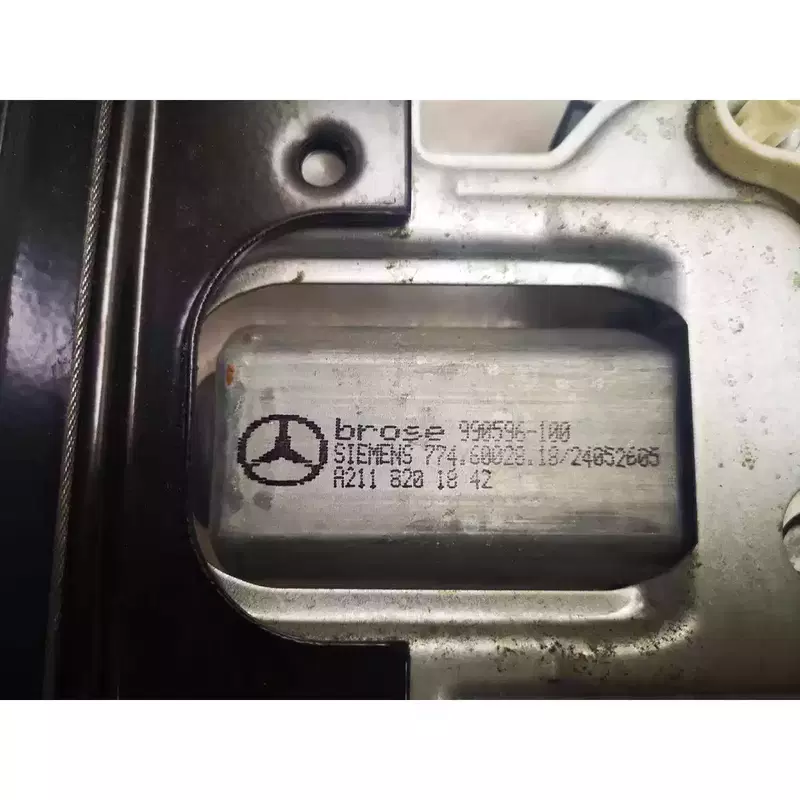 brose 990596-100
SIEMENS 774.60028.18/24052605
A211 820 18 42